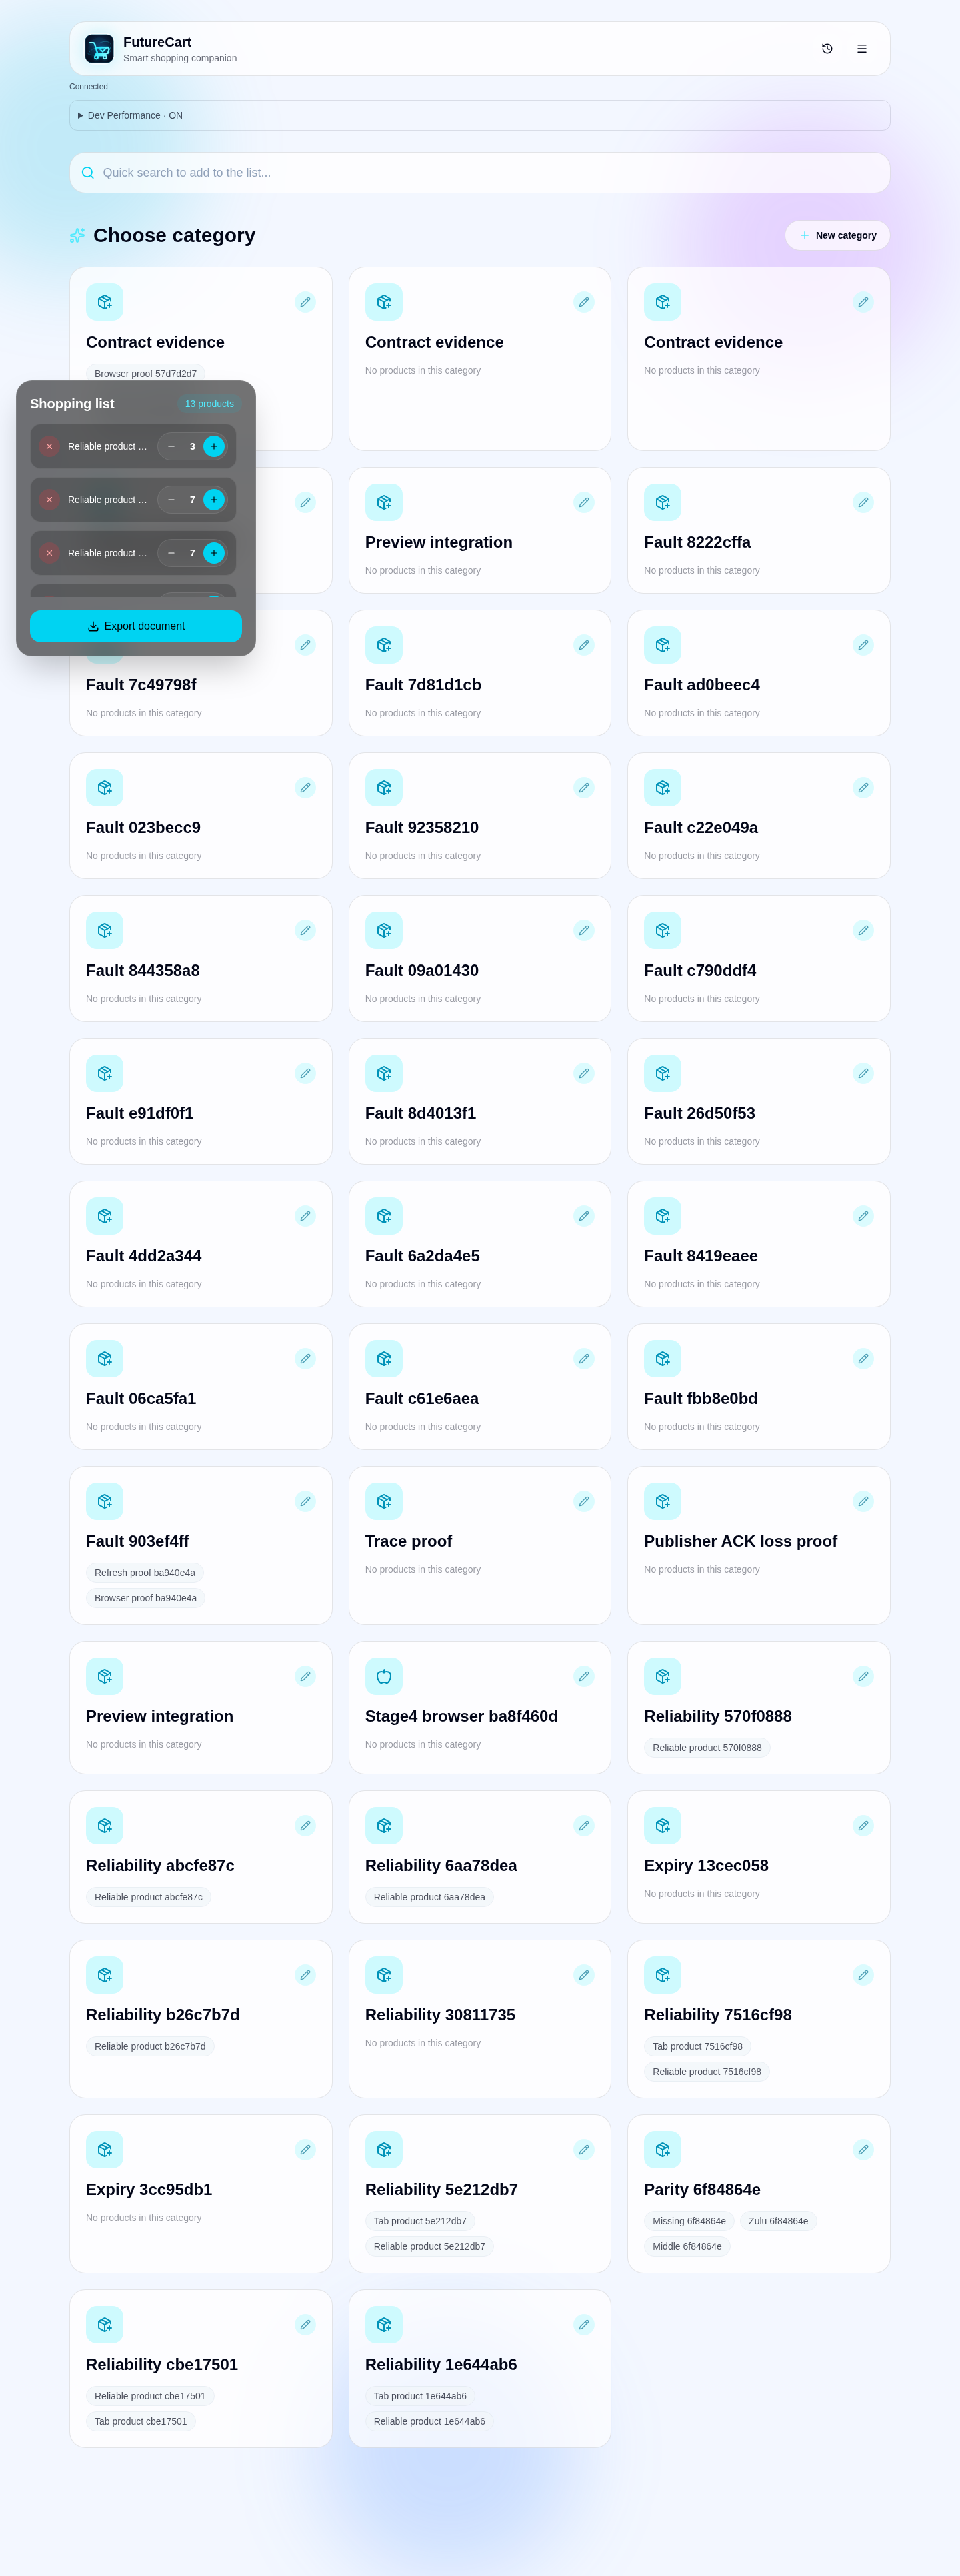 FutureCart
Smart shopping companion
Connected
Dev Performance · ON
Quick search to add to the list...
Choose category
New category
Contract evidence
Browser proof 57d7d2d7
Contract evidence
No products in this category
Contract evidence
No products in this category
Shopping list
13 products
Reliable product ...
3
Reliable product ...
7
Reliable product ...
7
Export document
Preview integration
No products in this category
Fault 8222cffa
No products in this category
Fault 7c49798f
No products in this category
Fault 7d81d1cb
No products in this category
Fault ad0beec4
No products in this category
Fault 023becc9
No products in this category
Fault 92358210
No products in this category
Fault c22e049a
No products in this category
Fault 844358a8
No products in this category
Fault 09a01430
No products in this category
Fault c790ddf4
No products in this category
Fault e91df0f1
No products in this category
Fault 8d4013f1
No products in this category
Fault 26d50f53
No products in this category
Fault 4dd2a344
No products in this category
Fault 6a2da4e5
No products in this category
Fault 8419eaee
No products in this category
Fault 06ca5fa1
No products in this category
Fault c61e6aea
No products in this category
Fault fbb8e0bd
No products in this category
Fault 903ef4ff
Refresh proof ba940e4a
Browser proof ba940e4a
Trace proof
No products in this category
Publisher ACK loss proof
No products in this category
Preview integration
No products in this category
Stage4 browser ba8f460d
No products in this category
Reliability 570f0888
Reliable product 570f0888
Reliability abcfe87c
Reliable product abcfe87c
Reliability 6aa78dea
Reliable product 6aa78dea
Expiry 13cec058
No products in this category
Reliability b26c7b7d
Reliable product b26c7b7d
Reliability 30811735
No products in this category
Reliability 7516cf98
Tab product 7516cf98
Reliable product 7516cf98
Expiry 3cc95db1
No products in this category
Reliability 5e212db7
Tab product 5e212db7
Reliable product 5e212db7
Parity 6f84864e
Missing 6f84864e
Zulu 6f84864e
Middle 6f84864e
Reliability cbe17501
Reliable product cbe17501
Tab product cbe17501
Reliability 1e644ab6
Tab product 1e644ab6
Reliable product 1e644ab6